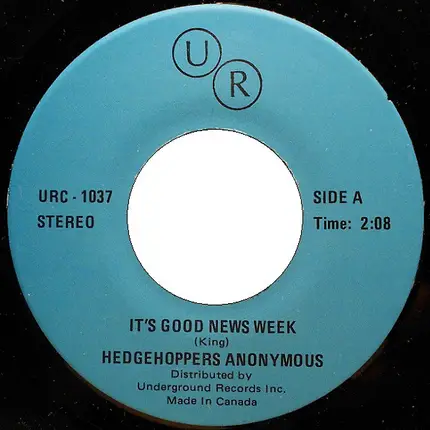 U
R
URC - 1037
SIDE A
STEREO
Time: 2:08
IT'S GOOD NEWS WEEK
(King)
HEDGEHOPPERS ANONYMOUS
Distributed by
Underground Records Inc.
Made In Canada